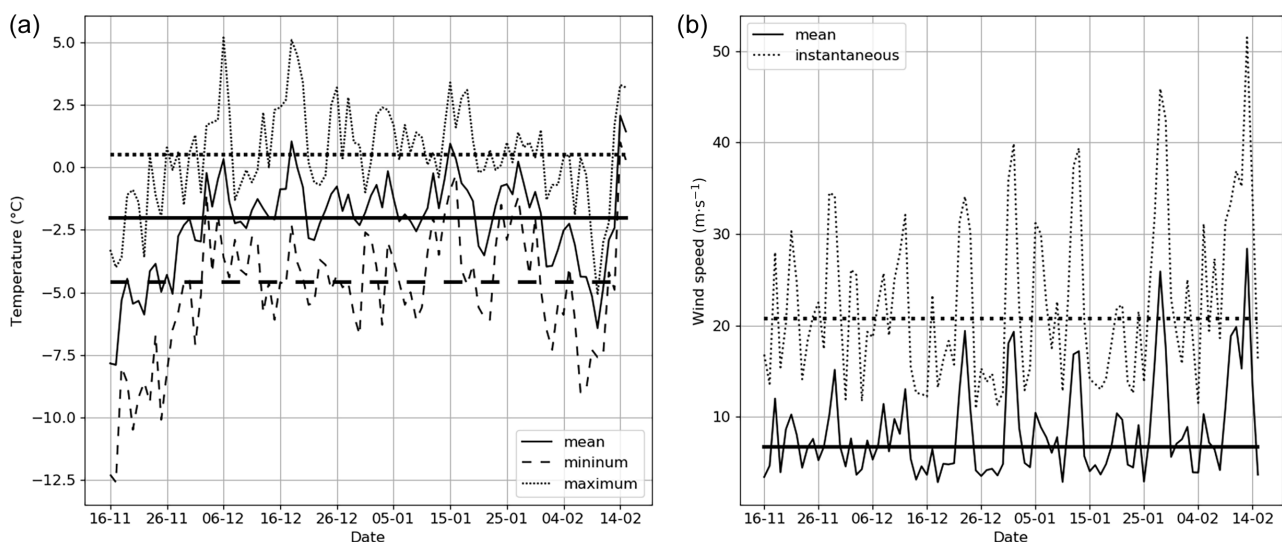 (a)
Temperature (°C)
5.0
2.5
0.0
−2.5
−5.0
−7.5
−10.0
−12.5
mean
mininum
maximum
16-11 26-11 06-12 16-12 26-12 05-01 15-01 25-01 04-02 14-02
Date
(b)
Wind speed (m·s⁻¹)
mean
instantaneous
50
40
30
20
10
16-11 26-11 06-12 16-12 26-12 05-01 15-01 25-01 04-02 14-02
Date